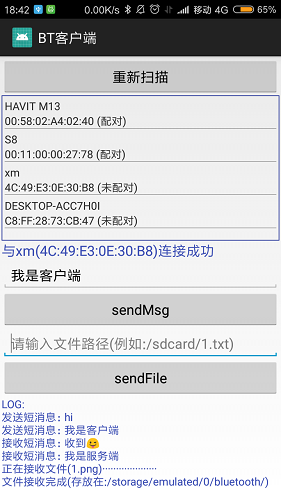 18:42 0.00K/s 移动 4G 65%
BT客户端
重新扫描
HAVIT M13
00:58:02:A4:02:40 (配对)
S8
00:11:00:00:27:78 (配对)
xm
4C:49:E3:0E:30:B8 (未配对)
DESKTOP-ACC7H0I
C8:FF:28:73:CB:47 (未配对)
与xm(4C:49:E3:0E:30:B8)连接成功
我是客户端
sendMsg
请输入文件路径(例如:/sdcard/1.txt)
sendFile
LOG:
发送短消息: hi
发送短消息: 我是客户端
接收短消息: 收到😄
接收短消息: 我是服务端
正在接收文件(1.png)····················
文件接收完成(存放在:/storage/emulated/0/bluetooth/)